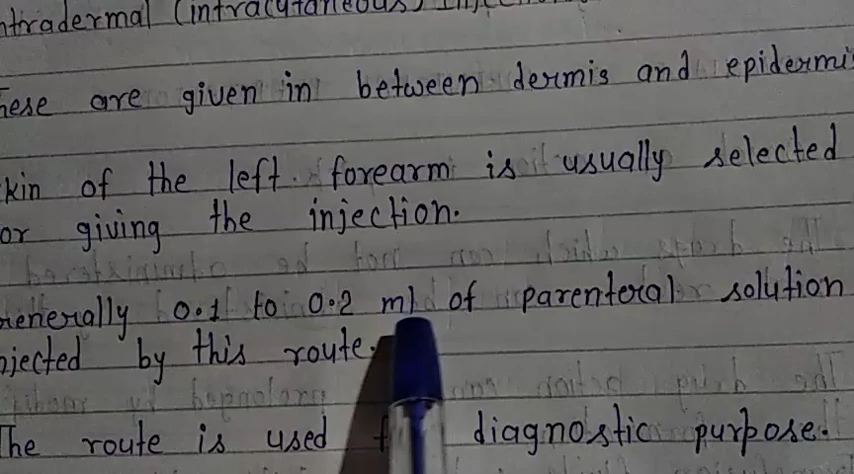 ntradermal (intracutaneous)
hese are given in between dermis and epidermi
kin of the left forearm is usually selected
or giving the injection.
enerally 0.1 to 0.2 ml of parenteral solution
njected by this route.
The route is used f diagnostic purpose.